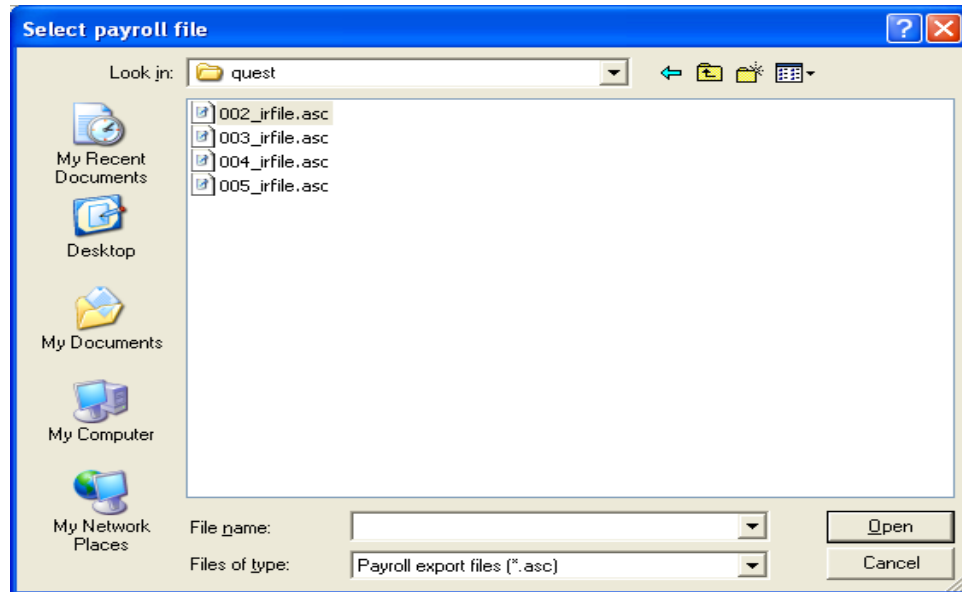 Select payroll file
Look in:
quest
002_irfile.asc
003_irfile.asc
004_irfile.asc
005_irfile.asc
My Recent
Documents
Desktop
My Documents
My Computer
My Network
Places
File name:
Open
Files of type:
Payroll export files (*.asc)
Cancel